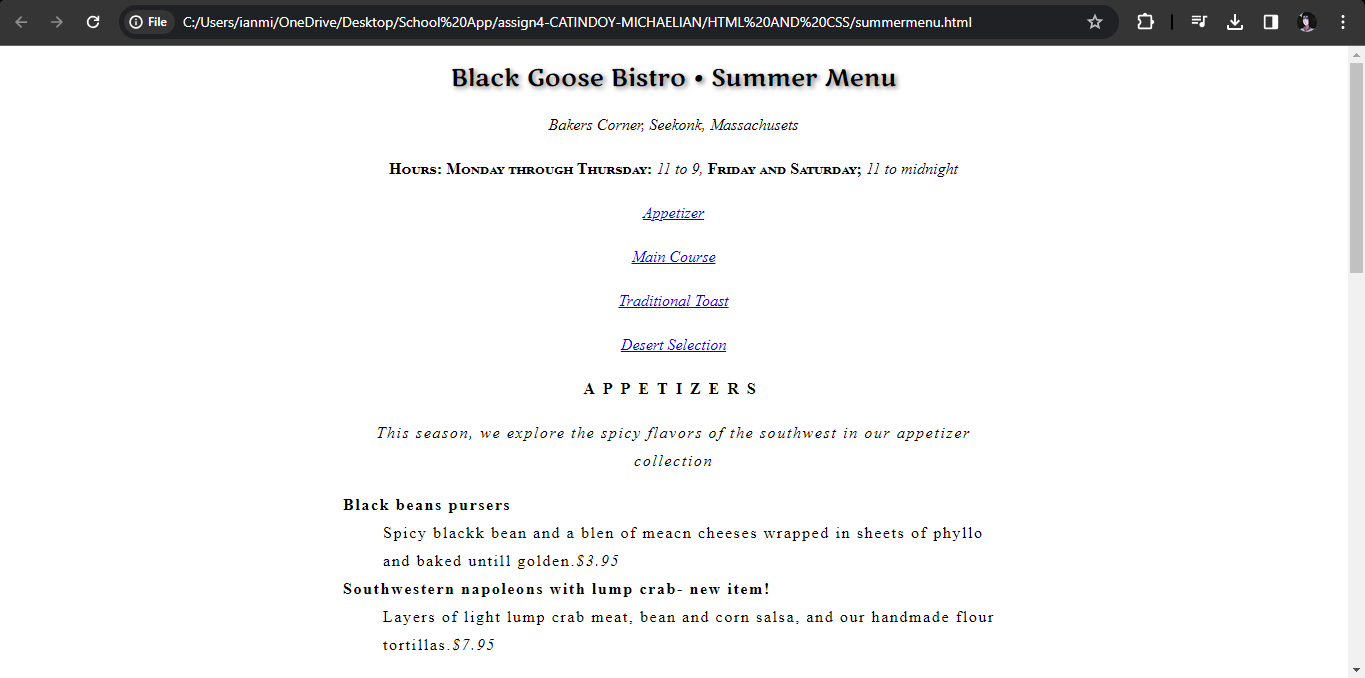 File C:/Users/ianmi/OneDrive/Desktop/School%20App/assign4-CATINDOY-MICHAELIAN/HTML%20AND%20CSS/summermenu.html
Black Goose Bistro • Summer Menu
Bakers Corner, Seekonk, Massachusets
Hours: Monday through Thursday: 11 to 9, Friday and Saturday; 11 to midnight
Appetizer
Main Course
Traditional Toast
Desert Selection
APPETIZERS
This season, we explore the spicy flavors of the southwest in our appetizer
collection
Black beans pursers
Spicy blackk bean and a blen of meacn cheeses wrapped in sheets of phyllo
and baked untill golden.$3.95
Southwestern napoleons with lump crab- new item!
Layers of light lump crab meat, bean and corn salsa, and our handmade flour
tortillas.$7.95